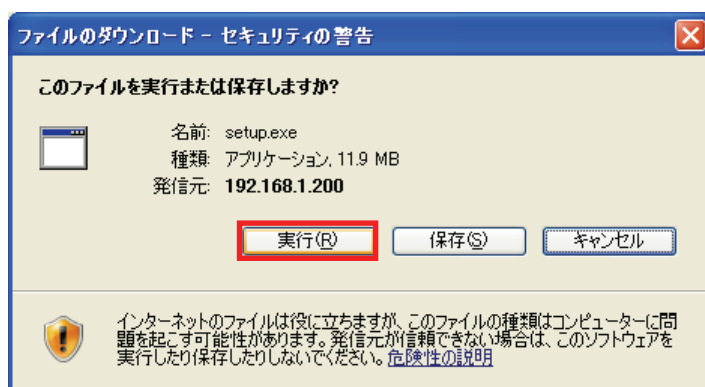 ファイルのダウンロード - セキュリティの警告
このファイルを実行または保存しますか?
名前: setup.exe
種類: アプリケーション, 11.9 MB
発信元: 192.168.1.200
実行(R) 保存(S) キャンセル
インターネットのファイルは役に立ちますが、このファイルの種類はコンピューターに問
題を起こす可能性があります。発信元が信頼できない場合は、このソフトウェアを
実行したり保存したりしないでください。危険性の説明